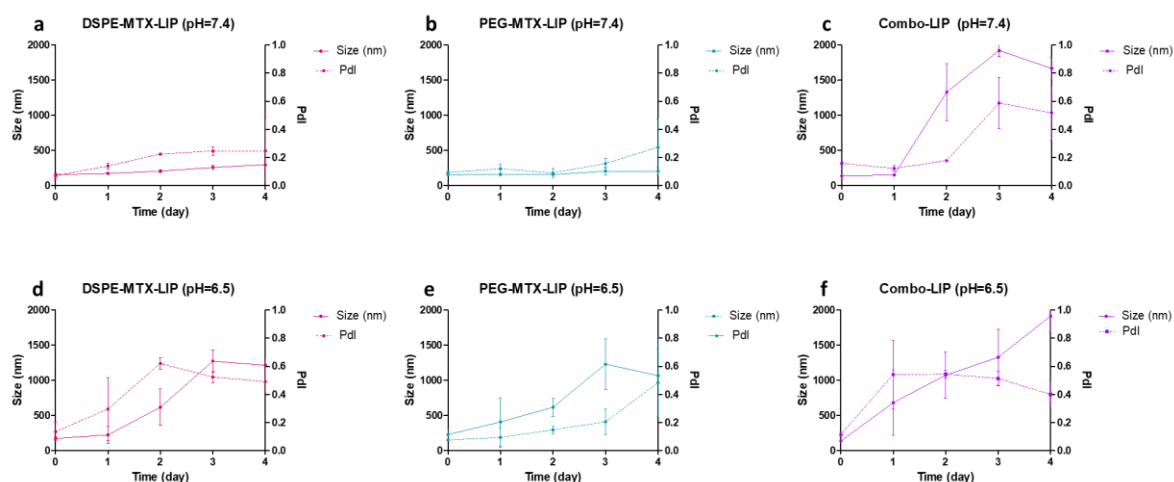 a DSPE-MTX-LIP (pH=7.4)
2000 1.0
1500 0.8
0.6
1000
0.4
500
0.2
0 0.0
0 1 2 3 4
Size (nm)
PdI
Time (day)
Size (nm)
PdI
b PEG-MTX-LIP (pH=7.4)
2000 1.0
1500 0.8
0.6
1000
0.4
500
0.2
0 0.0
0 1 2 3 4
Size (nm)
PdI
Time (day)
Size (nm)
PdI
c Combo-LIP (pH=7.4)
2000 1.0
1500 0.8
0.6
1000
0.4
500
0.2
0 0.0
0 1 2 3 4
Size (nm)
PdI
Time (day)
Size (nm)
PdI
d DSPE-MTX-LIP (pH=6.5)
2000 1.0
1500 0.8
0.6
1000
0.4
500
0.2
0 0.0
0 1 2 3 4
Size (nm)
PdI
Time (day)
Size (nm)
PdI
e PEG-MTX-LIP (pH=6.5)
2000 1.0
1500 0.8
0.6
1000
0.4
500
0.2
0 0.0
0 1 2 3 4
Size (nm)
PdI
Time (day)
Size (nm)
PdI
f Combo-LIP (pH=6.5)
2000 1.0
1500 0.8
0.6
1000
0.4
500
0.2
0 0.0
0 1 2 3 4
Size (nm)
PdI
Time (day)
Size (nm)
PdI